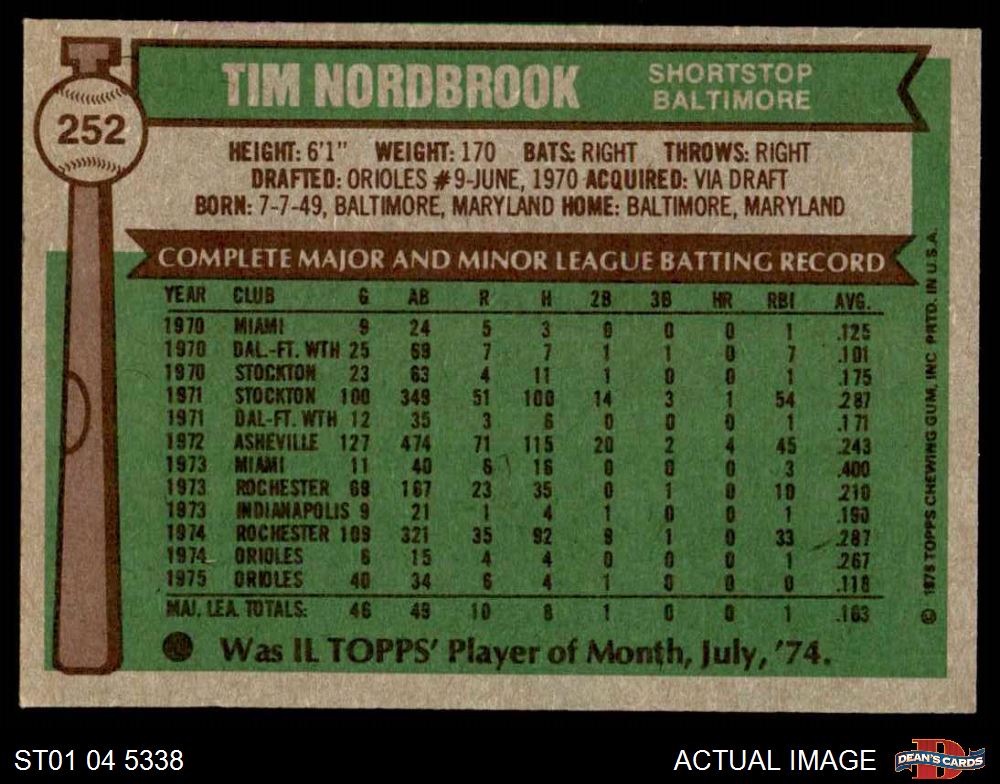 TIM NORDBROOK
SHORTSTOP
BALTIMORE
252
HEIGHT: 6'1" WEIGHT: 170 BATS: RIGHT THROWS: RIGHT
DRAFTED: ORIOLES #9-JUNE, 1970 ACQUIRED: VIA DRAFT
BORN: 7-7-49, BALTIMORE, MARYLAND HOME: BALTIMORE, MARYLAND
COMPLETE MAJOR AND MINOR LEAGUE BATTING RECORD
YEAR CLUB G AB R H 2B 3B HR RBI AVG.
1970 MIAMI 9 24 5 3 0 0 0 1 .125
1970 DAL.-FT. WTH 25 69 7 7 1 1 0 7 .101
1970 STOCKTON 23 63 4 11 1 0 0 1 .175
1971 STOCKTON 100 349 51 100 14 3 1 54 .287
1971 DAL-FT. WTH 12 35 3 6 0 0 0 1 .171
1972 ASHEVILLE 127 474 71 115 20 2 4 45 .243
1973 MIAMI 11 40 6 16 0 0 0 3 .400
1973 ROCHESTER 69 167 23 35 0 1 0 10 .210
1973 INDIANAPOLIS 9 21 1 4 1 0 0 1 .190
1974 ROCHESTER 109 321 35 92 9 1 0 33 .287
1974 ORIOLES 6 15 4 4 0 0 0 1 .267
1975 ORIOLES 40 34 6 4 1 0 0 0 .118
MAJ. LEA. TOTALS: 46 49 10 8 1 0 0 1 .163
Was IL TOPPS' Player of Month, July, '74.
© 1976 TOPPS CHEWING GUM, INC PRTD. IN U.S.A.
ST01 04 5338
ACTUAL IMAGE
DEAN'S CARDS